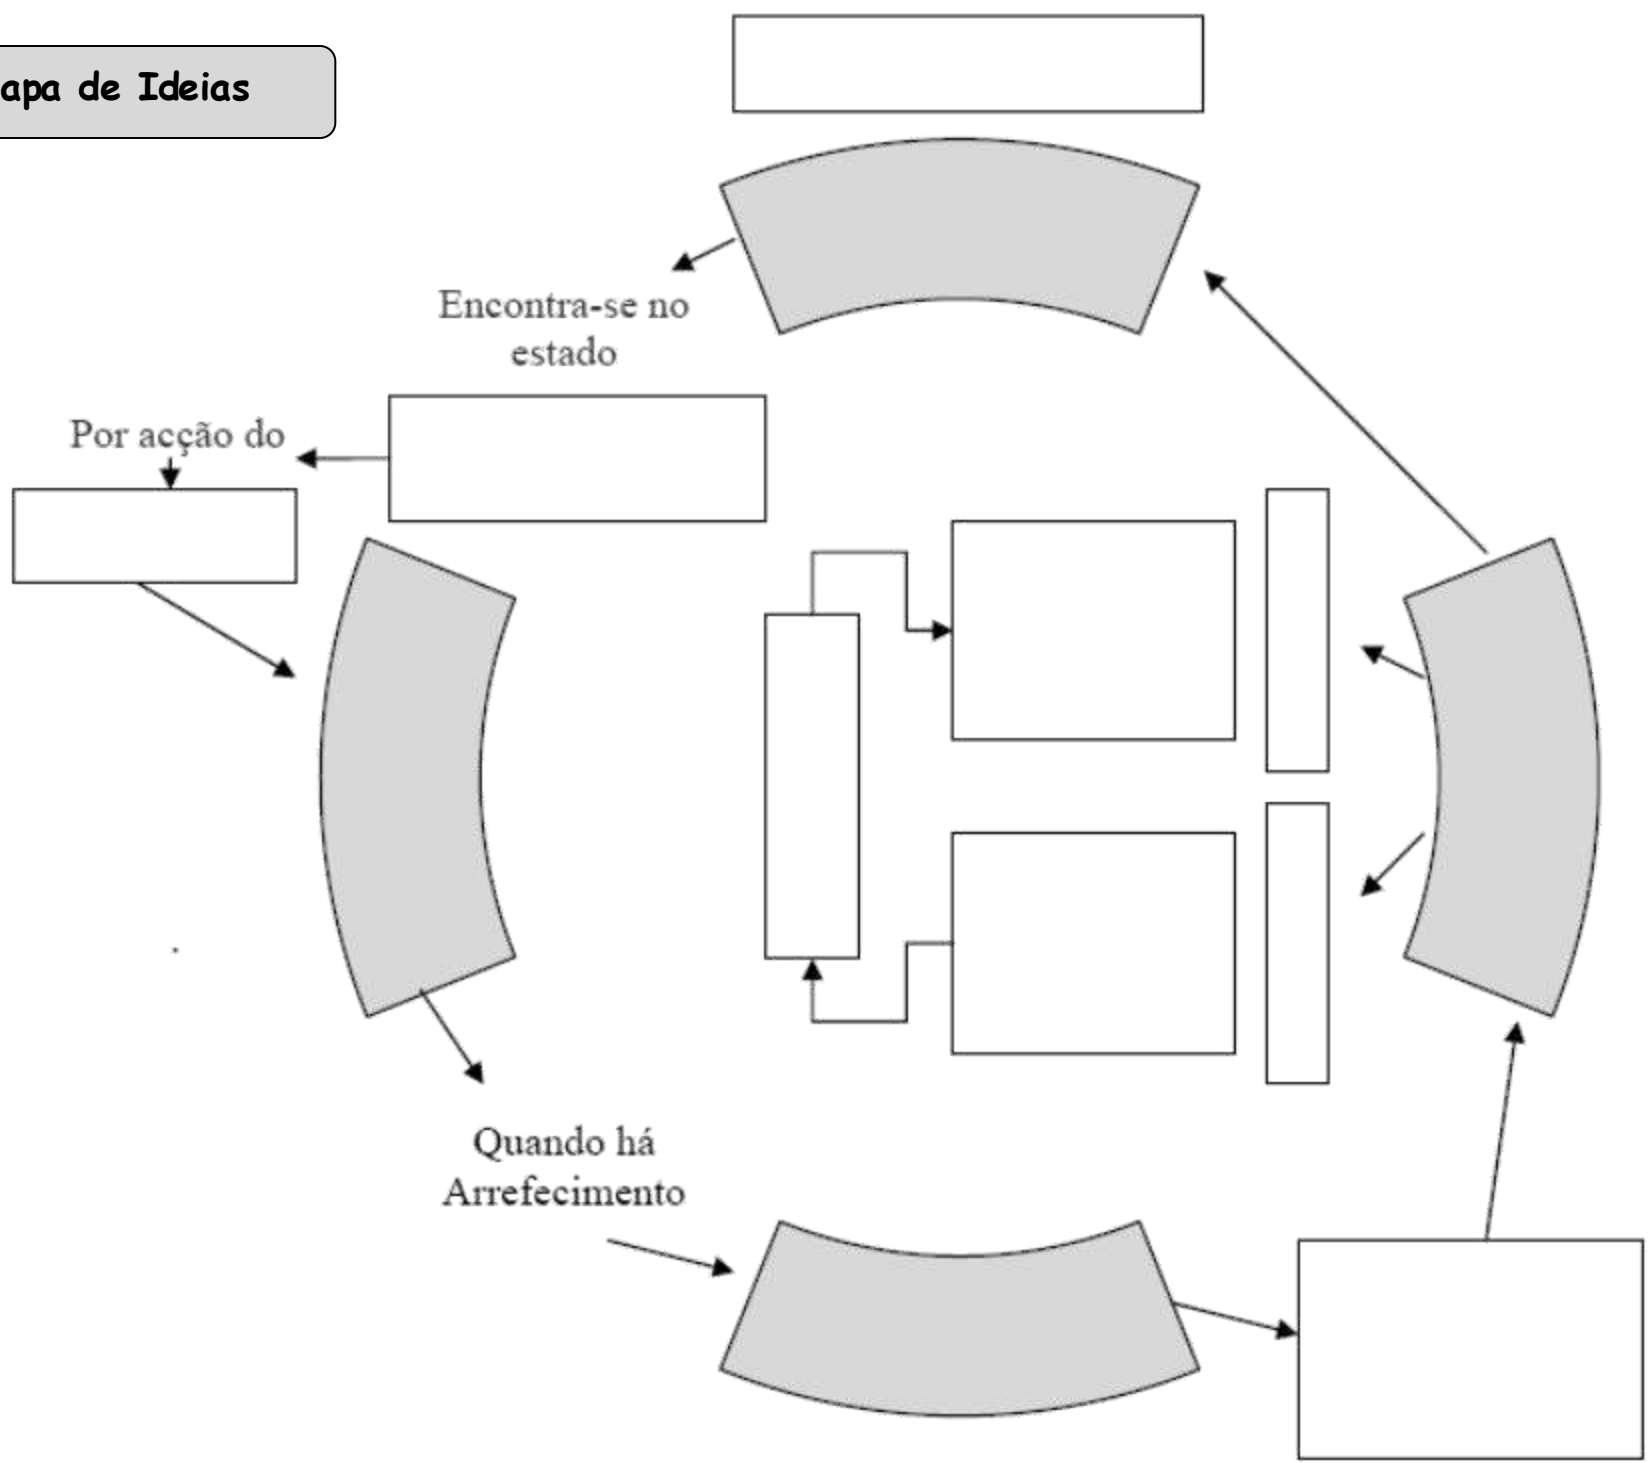 apa de Ideias
Encontra-se no
estado
Por acção do
Quando há
Arrefecimento